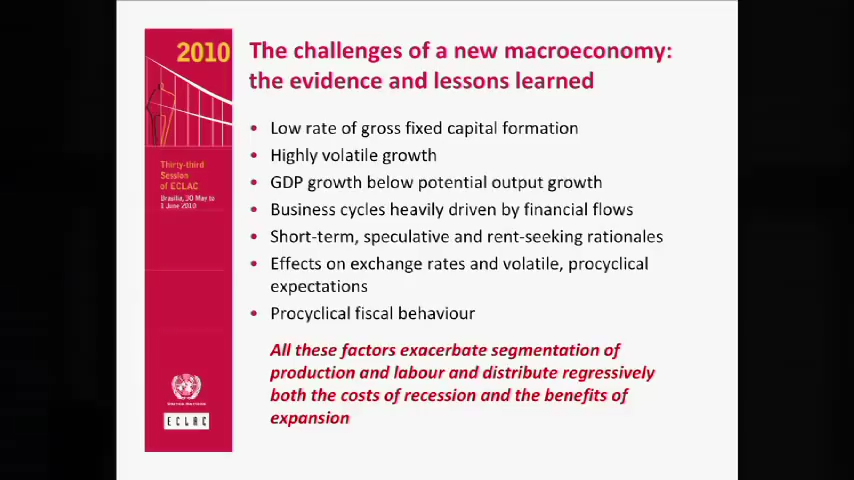 2010
Thirty-third
Session
of ECLAC
Brasilia, 30 May to
1 June 2010
UNITED NATIONS
ECLAC
The challenges of a new macroeconomy:
the evidence and lessons learned
• Low rate of gross fixed capital formation
• Highly volatile growth
• GDP growth below potential output growth
• Business cycles heavily driven by financial flows
• Short-term, speculative and rent-seeking rationales
• Effects on exchange rates and volatile, procyclical
expectations
• Procyclical fiscal behaviour
All these factors exacerbate segmentation of
production and labour and distribute regressively
both the costs of recession and the benefits of
expansion